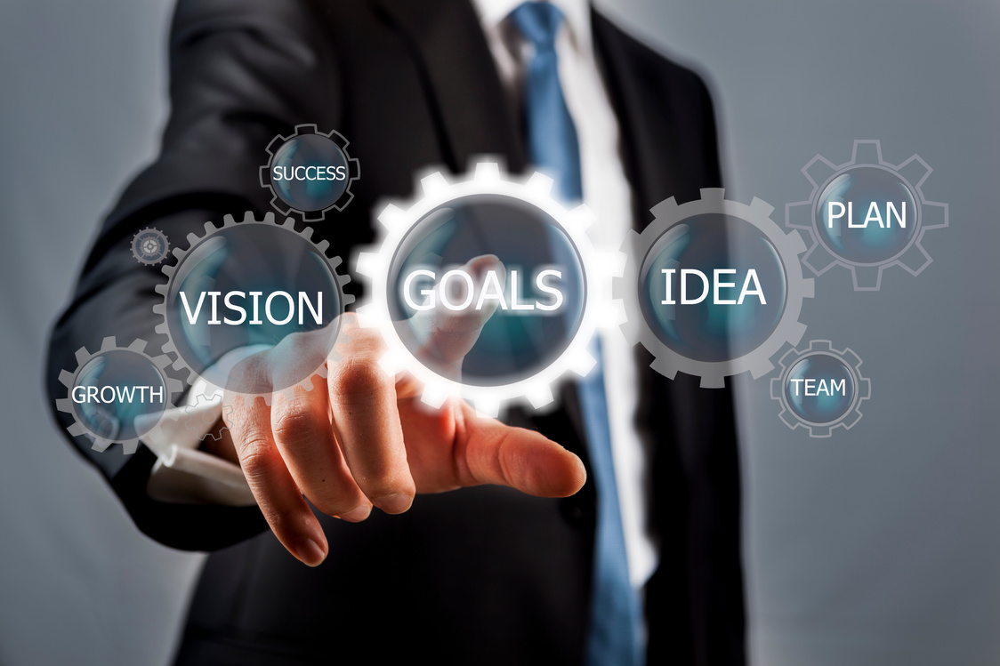 SUCCESS
VISION
GOALS
IDEA
PLAN
GROWTH
TEAM